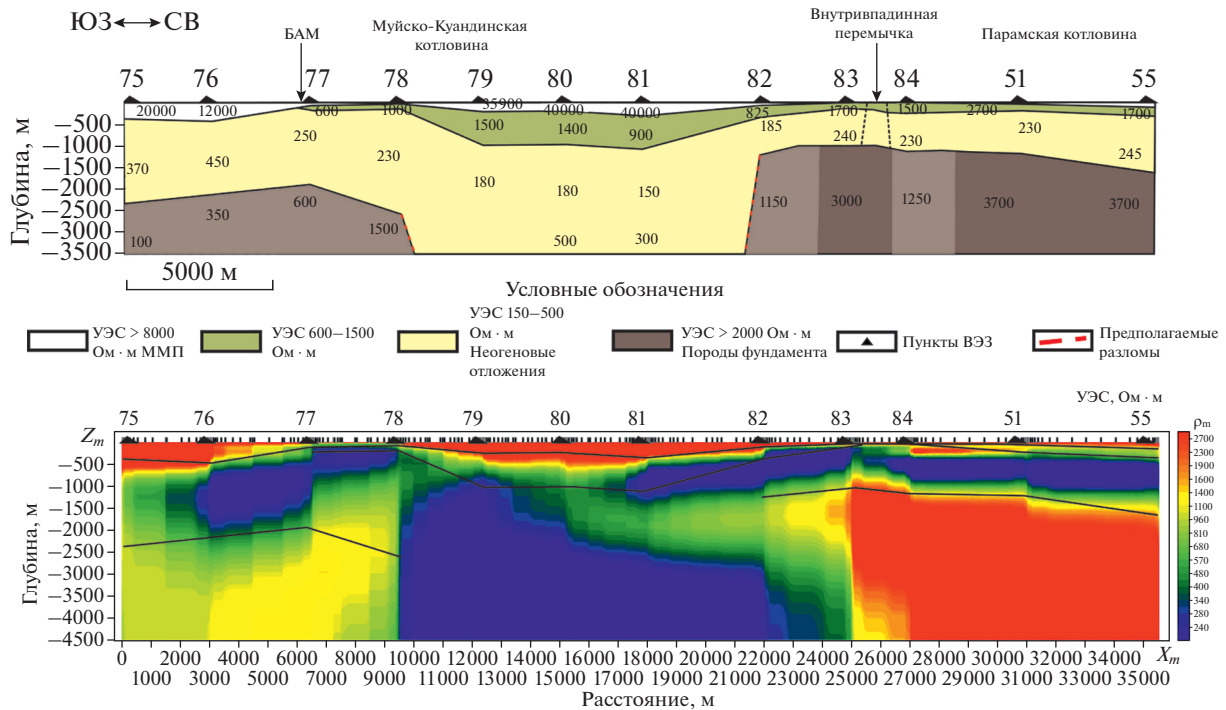 ЮЗ ⟷ СВ
БАМ
Муйско-Куандинская
котловина
Внутривпадинная
перемычка
Парамская котловина
75 76 77 78 79 80 81 82 83 84 51 55
20000 12000 600 1000 35900 40000 40000 825 1700 1500 2700 1700
250 1500 1400 900 185 240 230 230 245
370 450 230 180 180 150
350 600 1500 1150 3000 1250 3700 3700
100 500 300
Глубина, м
−500
−1000
−1500
−2000
−2500
−3000
−3500
5000 м
Условные обозначения
УЭС > 8000
Ом · м ММП
УЭС 600–1500
Ом · м
УЭС 150–500
Ом · м
Неогеновые
отложения
УЭС > 2000 Ом · м
Породы фундамента
Пункты ВЭЗ
Предполагаемые
разломы
75 76 77 78 79 80 81 82 83 84 51 55
УЭС, Ом · м
Zm
ρm
Глубина, м
−500
−1000
−1500
−2000
−2500
−3000
−3500
−4000
−4500
2700
2300
1900
1600
1400
1100
960
810
680
570
480
400
340
280
240
0 2000 4000 6000 8000 10000 12000 14000 16000 18000 20000 22000 24000 26000 28000 30000 32000 34000
Xm
1000 3000 5000 7000 9000 11000 13000 15000 17000 19000 21000 23000 25000 27000 29000 31000 33000 35000
Расстояние, м